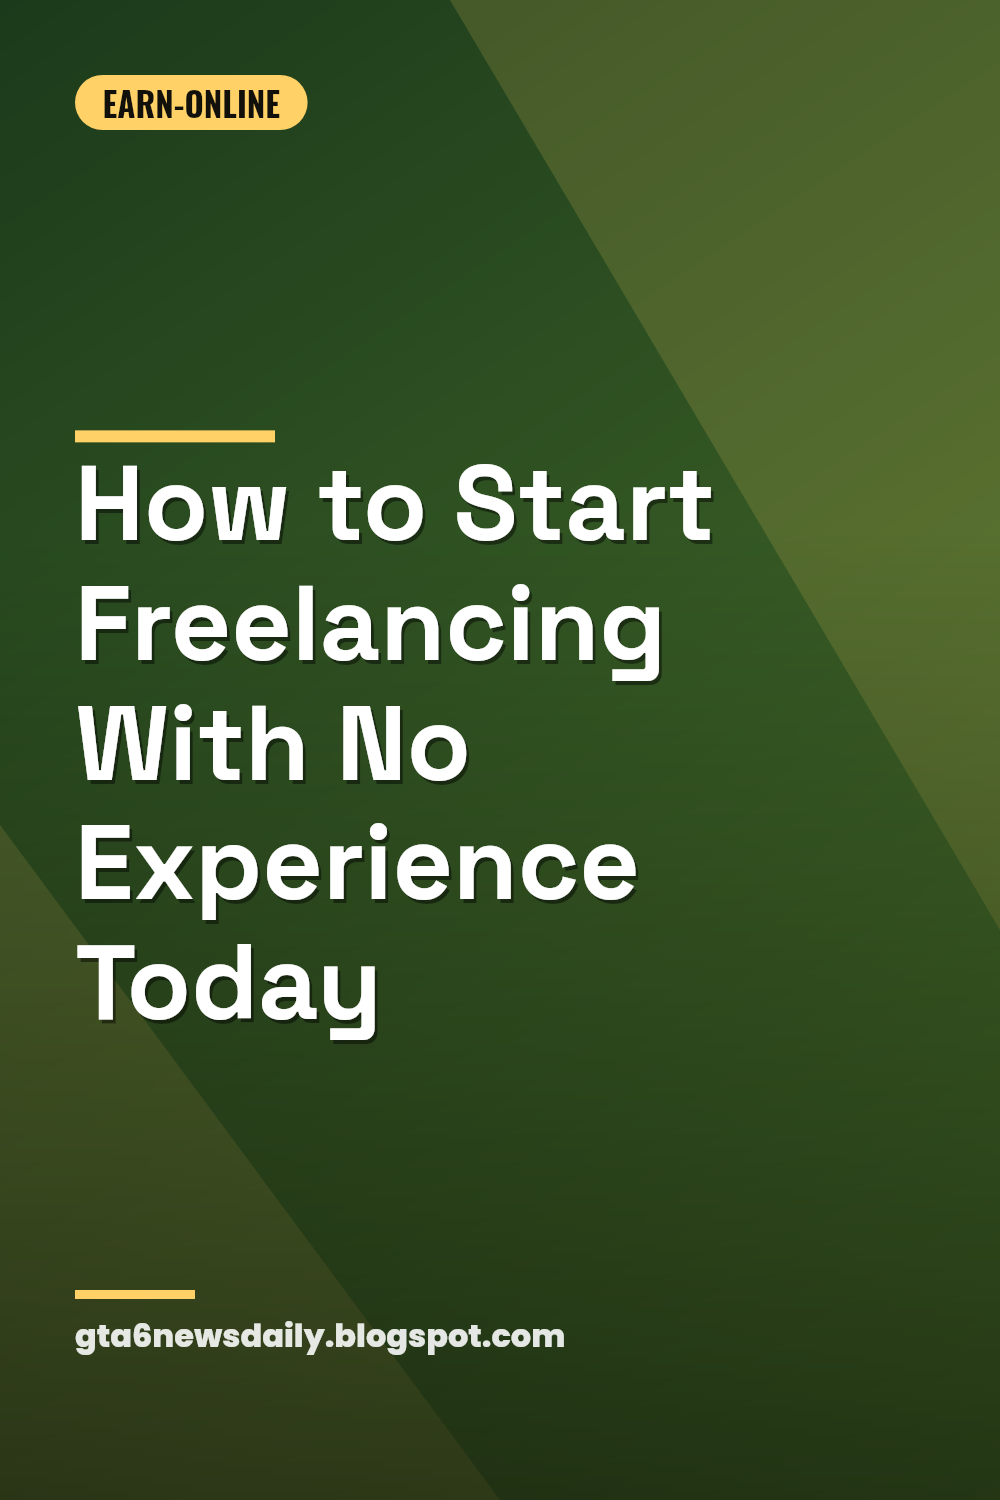 EARN-ONLINE
How to Start
Freelancing
With No
Experience
Today
gta6newsdaily.blogspot.com